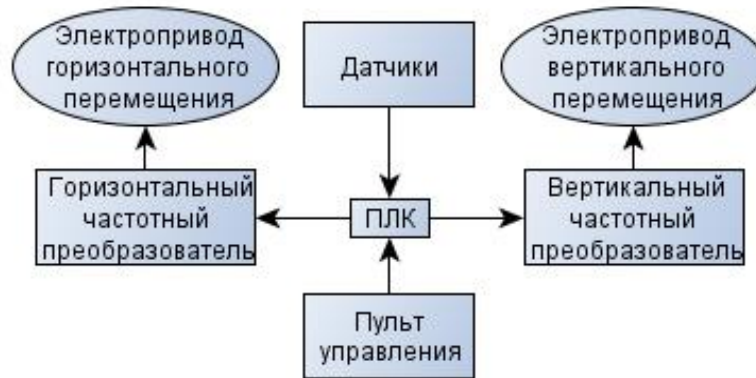 Электропривод
горизонтального
перемещения
Датчики
Электропривод
вертикального
перемещения
Горизонтальный
частотный
преобразователь
ПЛК
Вертикальный
частотный
преобразователь
Пульт
управления